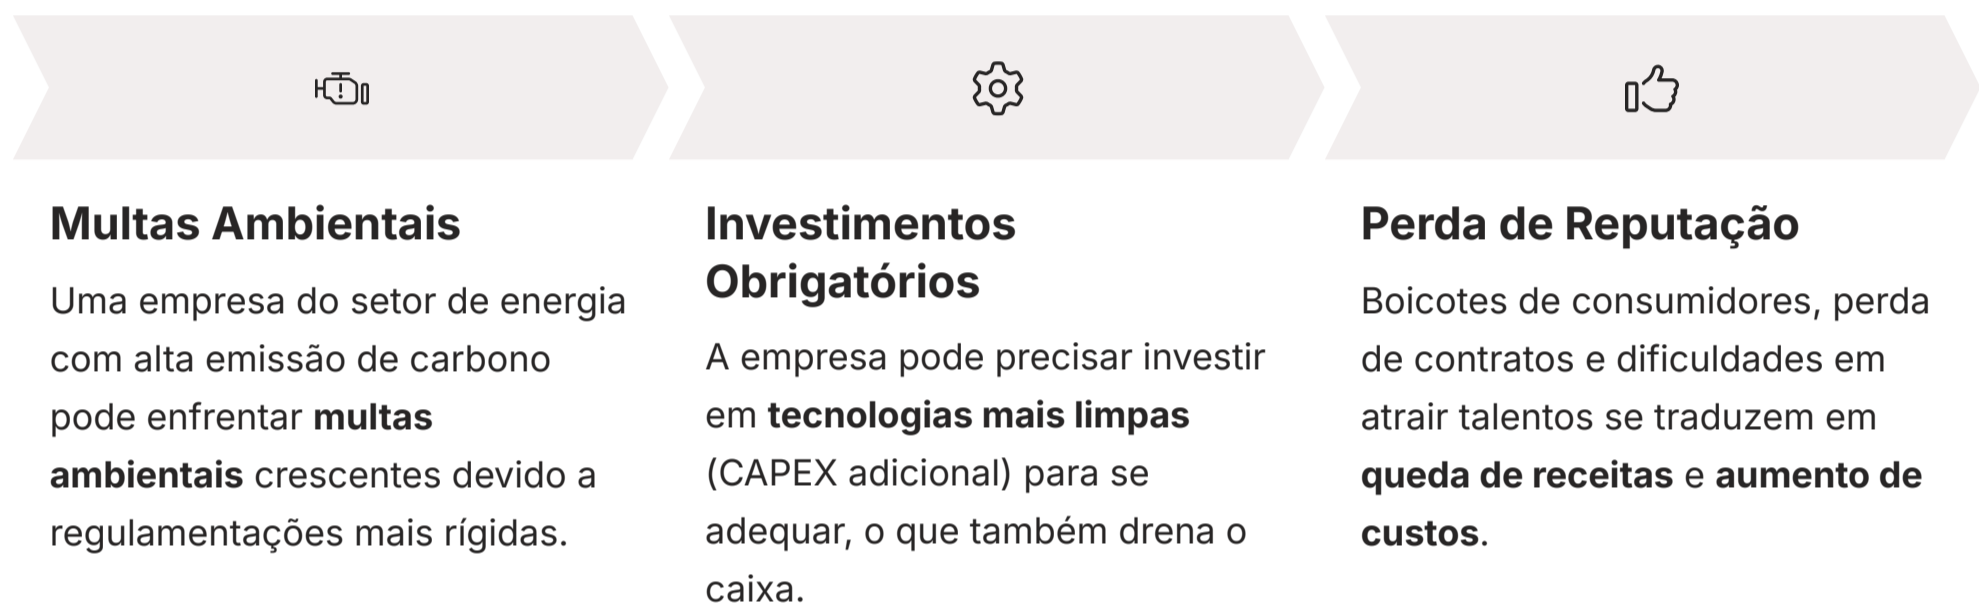 Multas Ambientais
Uma empresa do setor de energia
com alta emissão de carbono
pode enfrentar multas
ambientais crescentes devido a
regulamentações mais rígidas.
Investimentos
Obrigatórios
A empresa pode precisar investir
em tecnologias mais limpas
(CAPEX adicional) para se
adequar, o que também drena o
caixa.
Perda de Reputação
Boicotes de consumidores, perda
de contratos e dificuldades em
atrair talentos se traduzem em
queda de receitas e aumento de
custos.